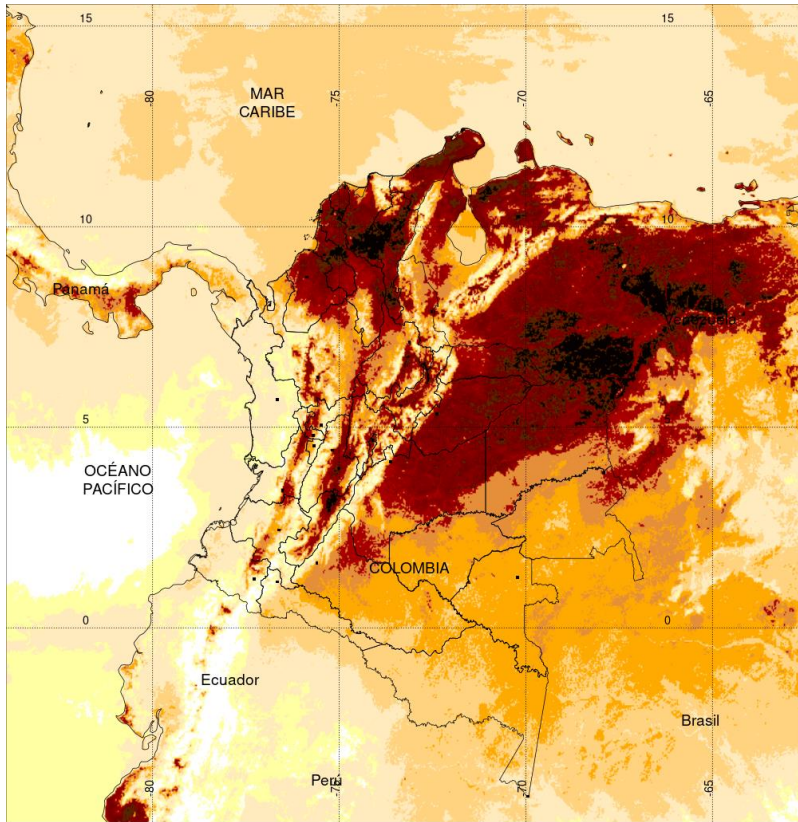 15
15
-80
-75
-70
-65
MAR
CARIBE
10
10
Panamá
5
OCÉANO
PACÍFICO
COLOMBIA
0
0
Ecuador
Brasil
Perú
-80
-75
-70
-65